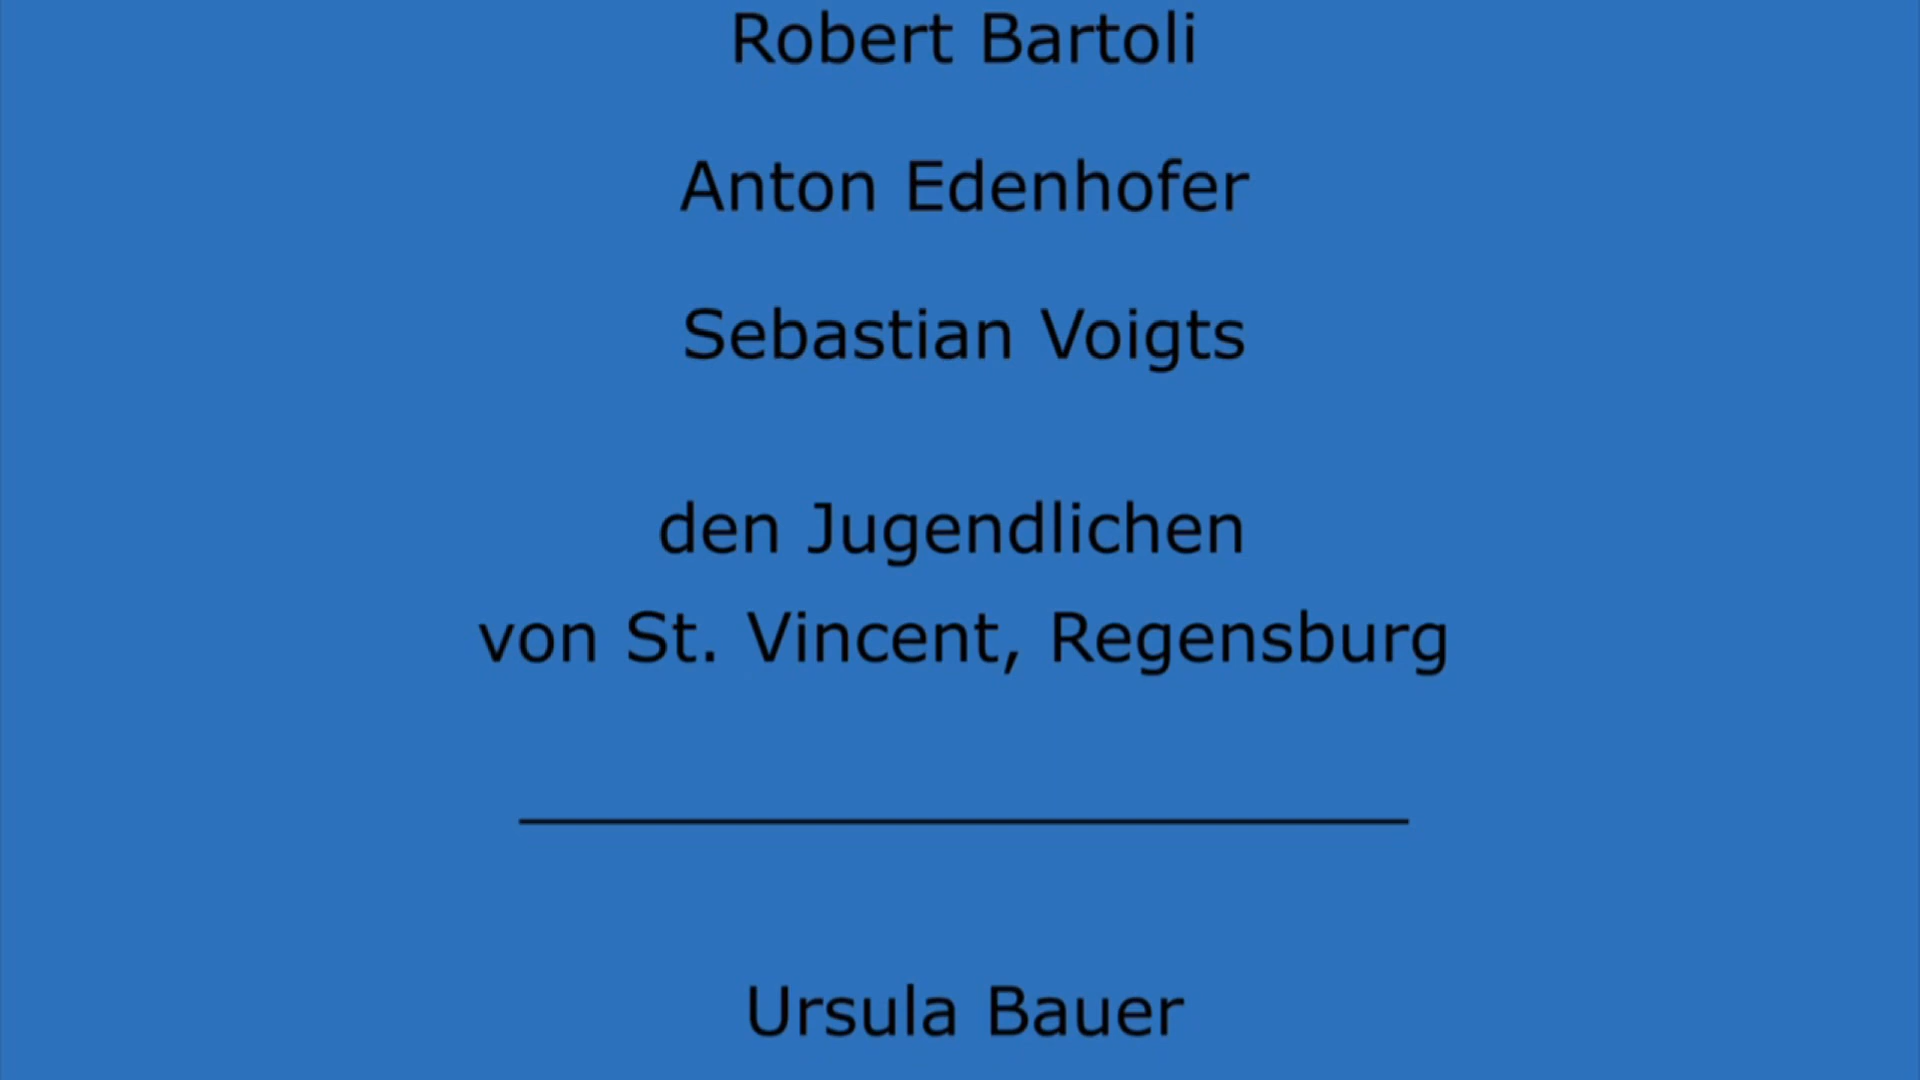 Robert Bartoli
Anton Edenhofer
Sebastian Voigts
den Jugendlichen
von St. Vincent, Regensburg
Ursula Bauer